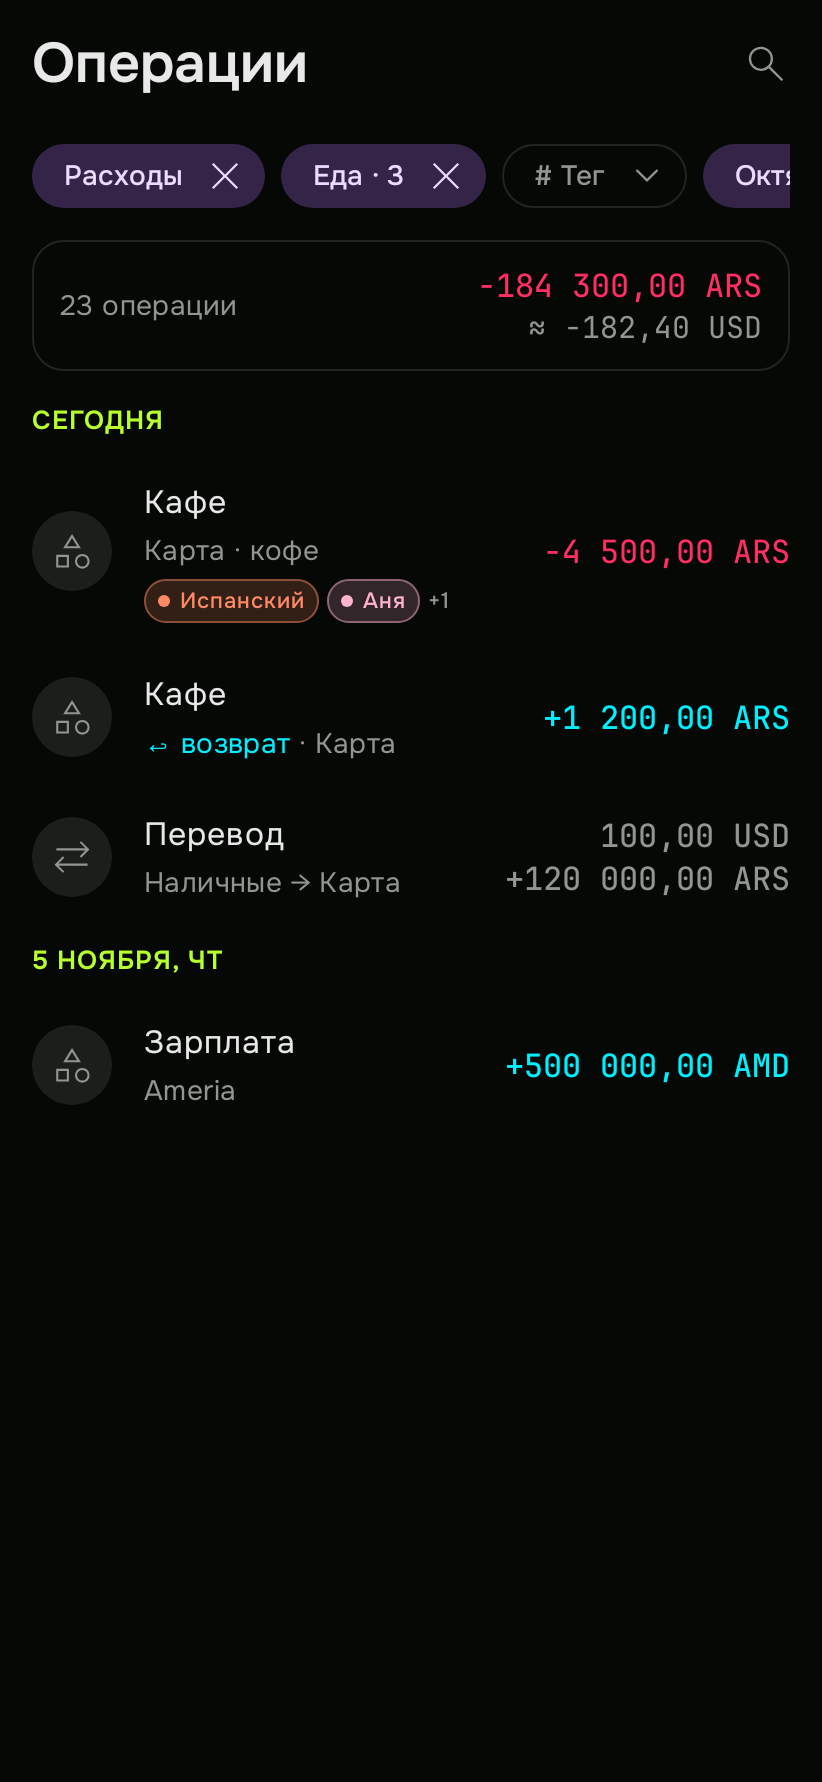 Операции
Расходы
Еда · 3
# Тег
Октя
23 операции
-184 300,00 ARS
≈ -182,40 USD
СЕГОДНЯ
Кафе
Карта · кофе
-4 500,00 ARS
Испанский
Аня
+1
Кафе
↩ возврат · Карта
+1 200,00 ARS
Перевод
Наличные → Карта
100,00 USD
+120 000,00 ARS
5 НОЯБРЯ, ЧТ
Зарплата
Ameria
+500 000,00 AMD